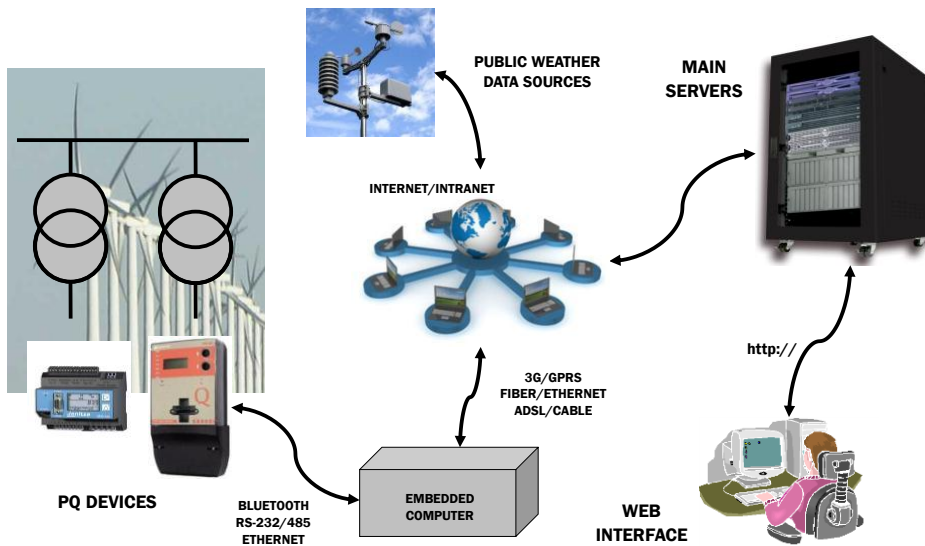 PUBLIC WEATHER
DATA SOURCES
MAIN
SERVERS
INTERNET/INTRANET
http://
3G/GPRS
FIBER/ETHERNET
ADSL/CABLE
Q
PQ DEVICES
BLUETOOTH
RS-232/485
ETHERNET
EMBEDDED
COMPUTER
WEB
INTERFACE